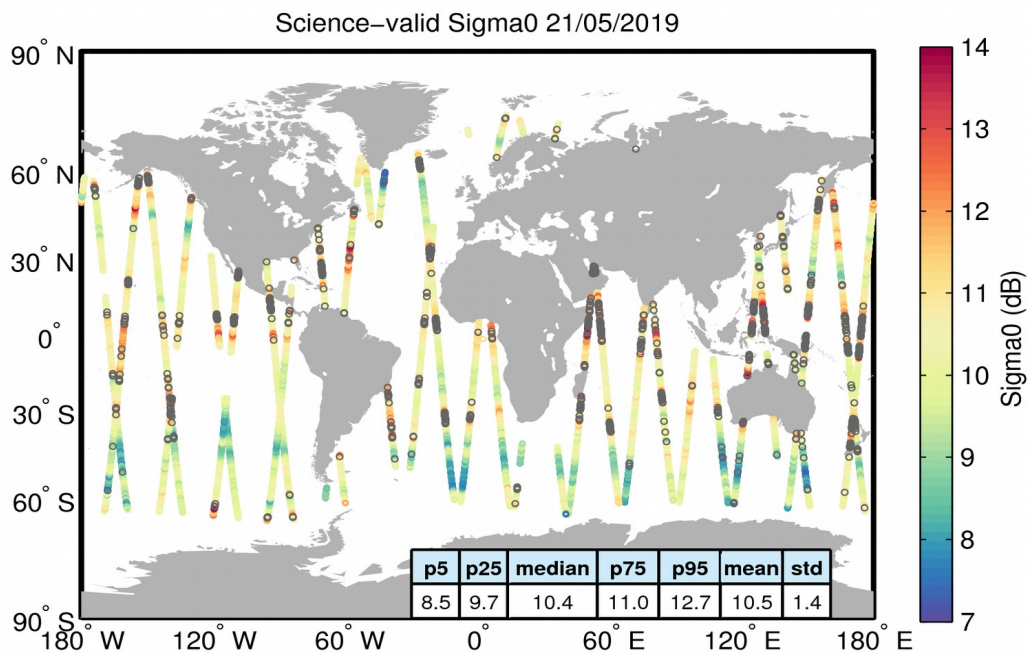 Science−valid Sigma0 21/05/2019
90° N
60° N
30° N
0°
30° S
60° S
90° S
180° W
120° W
60° W
0°
60° E
120° E
180° E
p5 p25 median p75 p95 mean std
8.5 9.7 10.4 11.0 12.7 10.5 1.4
14
13
12
11
10
9
8
7
Sigma0 (dB)